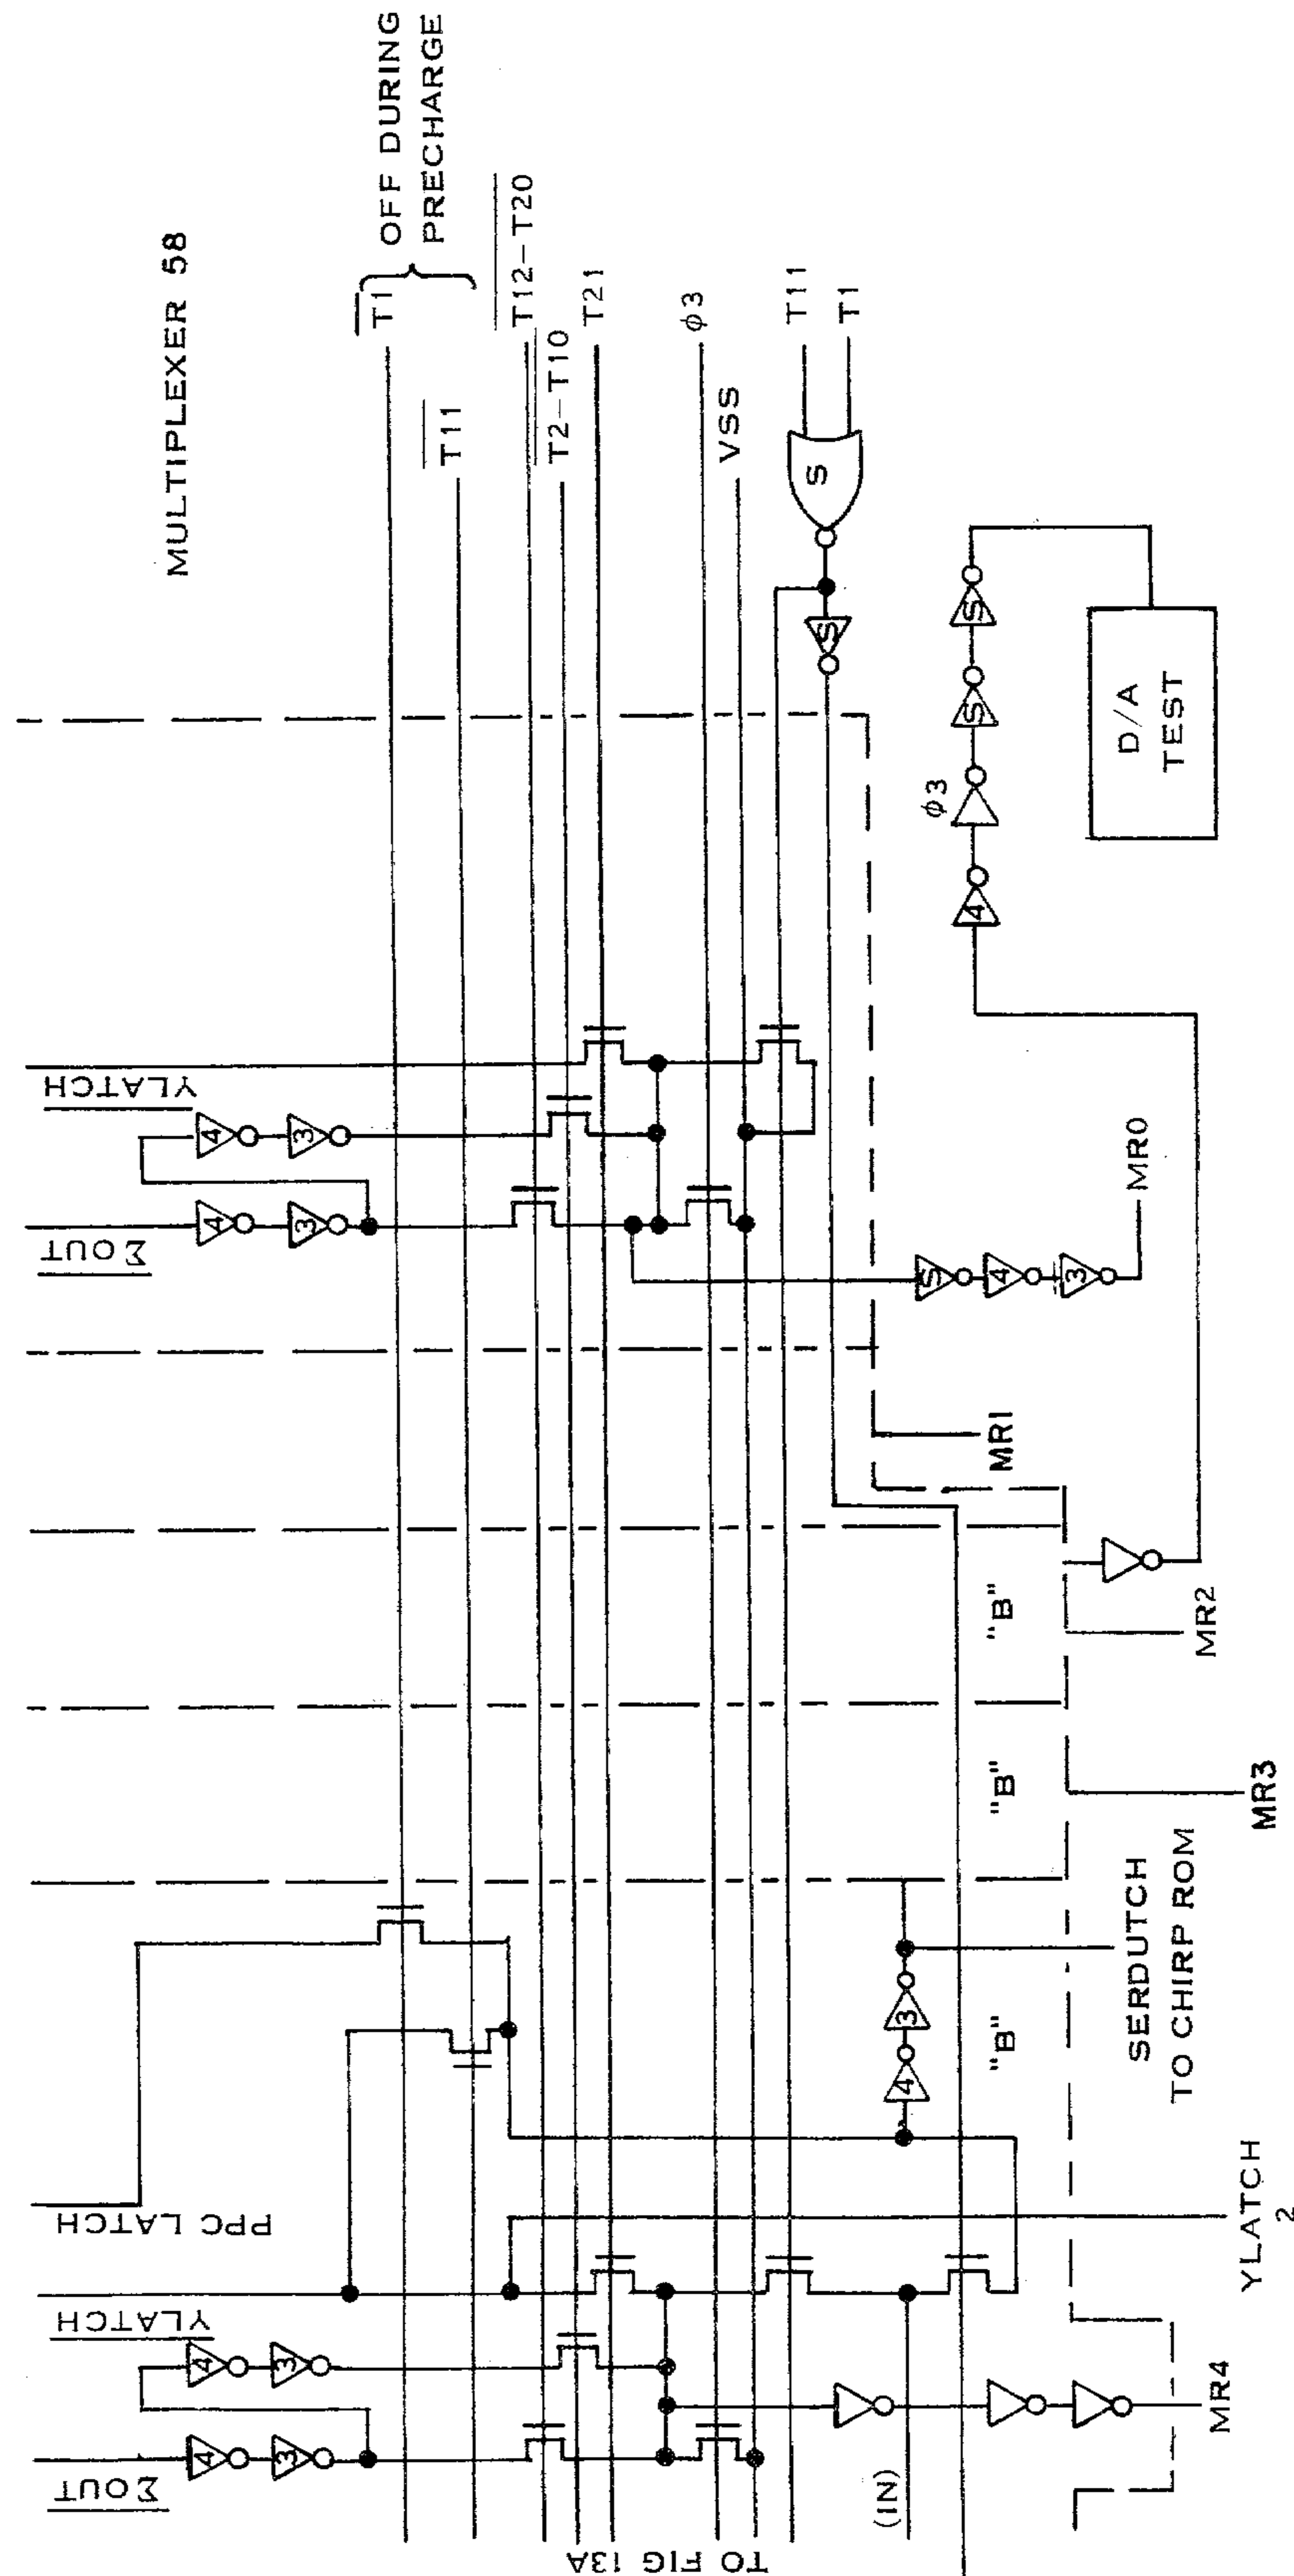 MULTIPLEXER 58
OFF DURING
PRECHARGE
T1
T11
T12-T20
T2-T10
T21
φ3
VSS
T11
T1
S
S
YLATCH
4
3
ΣOUT
4
3
S
4
3
MR0
MR1
4
φ3
S
S
D/A
TEST
"B"
MR2
"B"
MR3
"B"
4
3
SERDUTCH
TO CHIRP ROM
PPC LATCH
YLATCH
4
3
ΣOUT
4
3
YLATCH
2
(IN)
MR4
TO FIG 13A